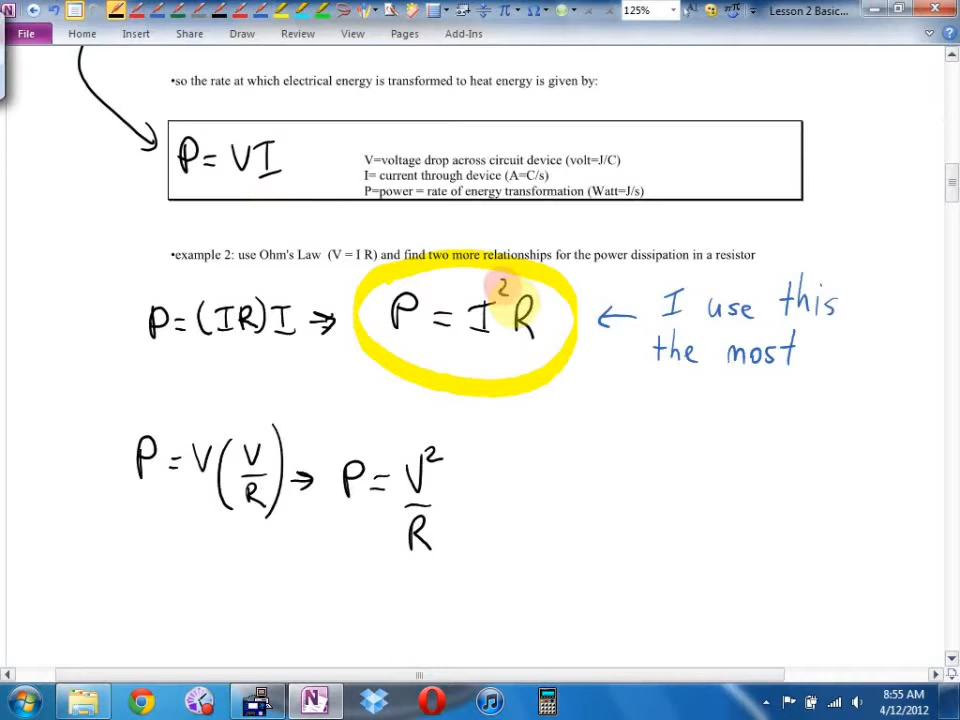 125%
Lesson 2 Basic...
File Home Insert Share Draw Review View Pages Add-Ins
•so the rate at which electrical energy is transformed to heat energy is given by:
P = VI
V=voltage drop across circuit device (volt=J/C)
I= current through device (A=C/s)
P=power = rate of energy transformation (Watt=J/s)
•example 2: use Ohm's Law (V = I R) and find two more relationships for the power dissipation in a resistor
P = (IR)I → P = I²R ← I use this
the most
P = V(V/R) → P = V²/R
8:55 AM
4/12/2012